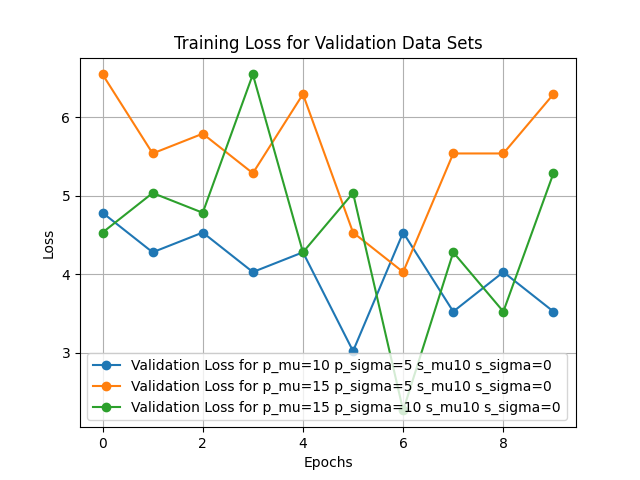 Training Loss for Validation Data Sets
6
5
4
3
Loss
Validation Loss for p_mu=10 p_sigma=5 s_mu10 s_sigma=0
Validation Loss for p_mu=15 p_sigma=5 s_mu10 s_sigma=0
Validation Loss for p_mu=15 p_sigma=10 s_mu10 s_sigma=0
0 2 4 6 8
Epochs